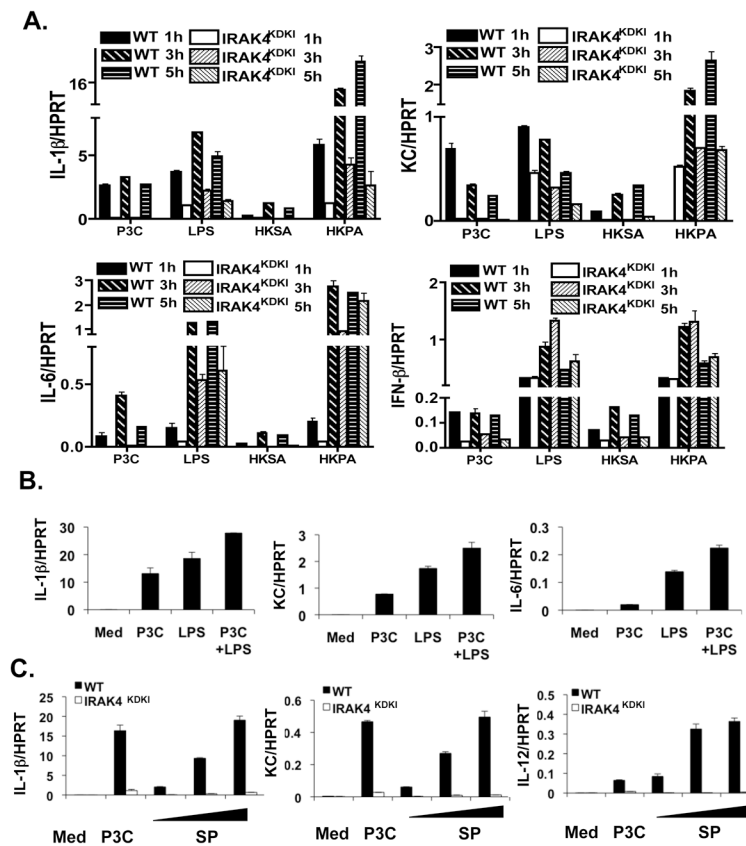 A.
WT 1h IRAK4KDKI 1h
WT 3h IRAK4KDKI 3h
WT 5h IRAK4KDKI 5h
IL-1β/HPRT
16
5
0
P3C LPS HKSA HKPA
WT 1h IRAK4KDKI 1h
WT 3h IRAK4KDKI 3h
WT 5h IRAK4KDKI 5h
KC/HPRT
3
2
1
0
P3C LPS HKSA HKPA
WT 1h IRAK4KDKI 1h
WT 3h IRAK4KDKI 3h
WT 5h IRAK4KDKI 5h
IL-6/HPRT
3
2
1
0.5
0.0
P3C LPS HKSA HKPA
WT 1h IRAK4KDKI 1h
WT 3h IRAK4KDKI 3h
WT 5h IRAK4KDKI 5h
IFN-β/HPRT
2
1
0.2
0.1
0.0
P3C LPS HKSA HKPA
B.
IL-1β/HPRT
30
20
10
0
Med P3C LPS P3C
+LPS
KC/HPRT
4
3
2
1
0
Med P3C LPS P3C
+LPS
IL-6/HPRT
0.3
0.2
0.1
0
Med P3C LPS P3C
+LPS
C.
WT
IRAK4 KDKI
IL-1β/HPRT
25
20
15
10
5
0
Med P3C SP
WT
IRAK4 KDKI
KC/HPRT
0.6
0.4
0.2
0
Med P3C SP
WT
IRAK4 KDKI
IL-12/HPRT
0.5
0.4
0.3
0.2
0.1
0
Med P3C SP